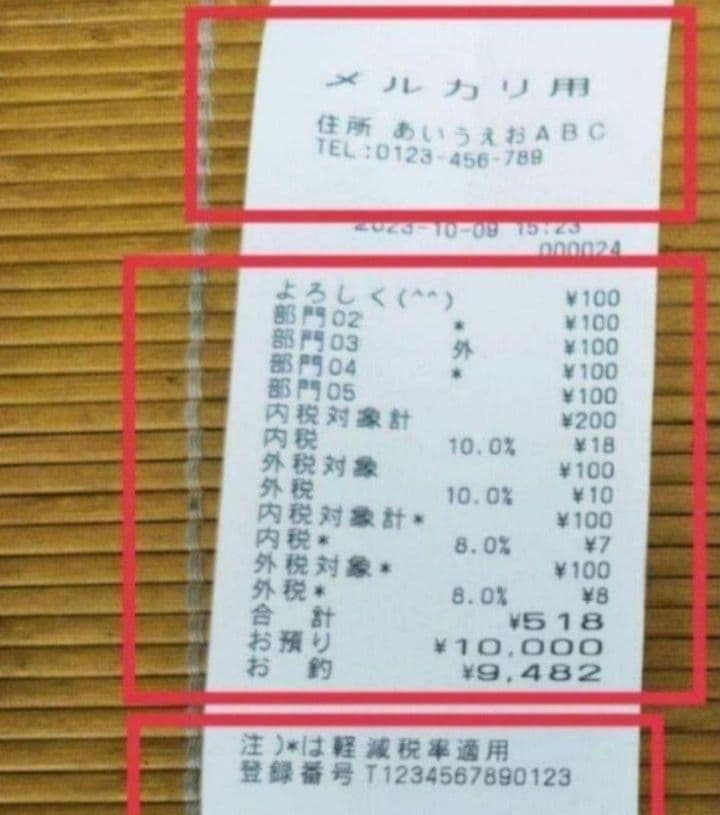 メルカリ用
住所 あいうえおABC
TEL:0123-456-789
2023-10-09 15:23
000024
よろしく(^^) ¥100
部門02 * ¥100
部門03 外 ¥100
部門04 * ¥100
部門05 ¥100
内税対象計 ¥200
内税 10.0% ¥18
外税対象 ¥100
外税 10.0% ¥10
内税対象計* ¥100
内税* 8.0% ¥7
外税対象* ¥100
外税* 8.0% ¥8
合計 ¥518
お預り ¥10,000
お釣 ¥9,482
注)*は軽減税率適用
登録番号 T1234567890123